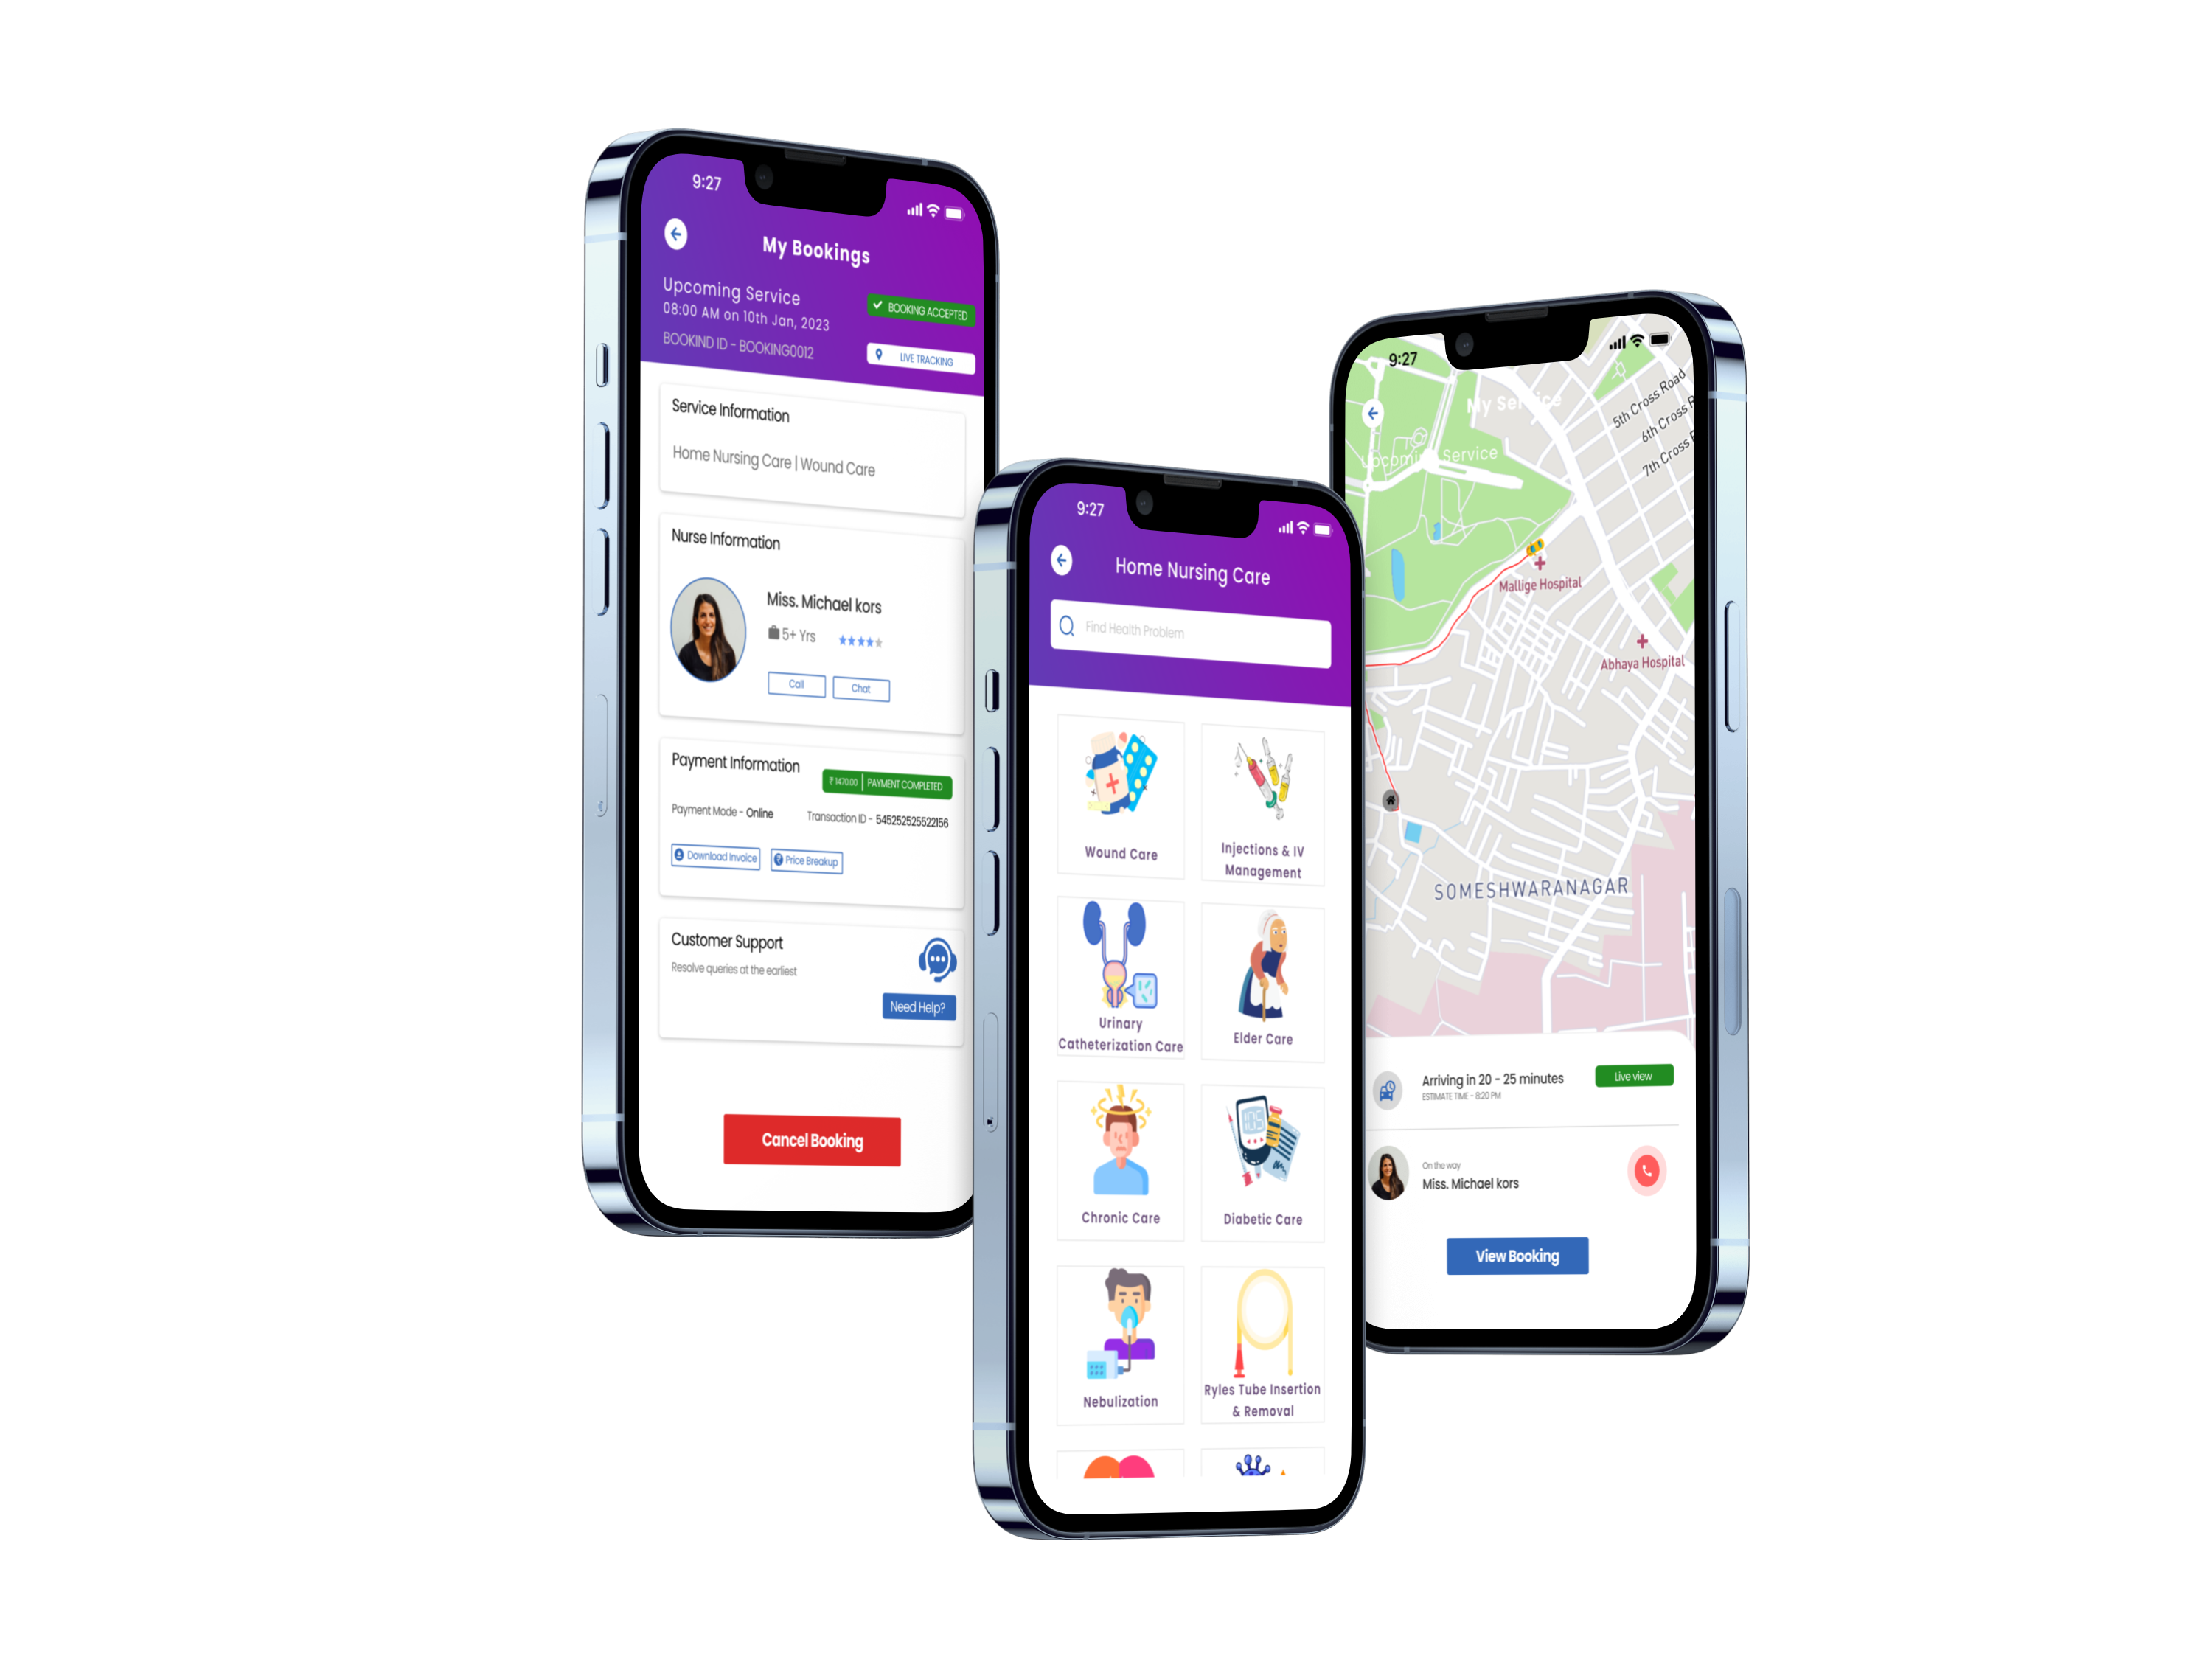 9:27
My Bookings
Upcoming Service
08:00 AM on 10th Jan, 2023
BOOKIND ID - BOOKING0012
BOOKING ACCEPTED
LIVE TRACKING
Service Information
Home Nursing Care | Wound Care
Nurse Information
Miss. Michael kors
5+ Yrs
Call
Chat
Payment Information
₹ 1470.00 | PAYMENT COMPLETED
Payment Mode - Online
Transaction ID - 545252525522156
Download Invoice
Price Breakup
Customer Support
Resolve queries at the earliest
Need Help?
Cancel Booking
9:27
Home Nursing Care
Find Health Problem
Wound Care
Injections & IV
Management
Urinary
Catheterization Care
Elder Care
Chronic Care
105
Diabetic Care
Nebulization
Ryles Tube Insertion
& Removal
9:27
My Service
Upcoming Service
5th Cross Road
6th Cross
7th Cross
Mallige Hospital
Abhaya Hospital
SOMESHWARANAGAR
Arriving in 20 - 25 minutes
ESTIMATE TIME - 8:20 PM
Live view
On the way
Miss. Michael kors
View Booking